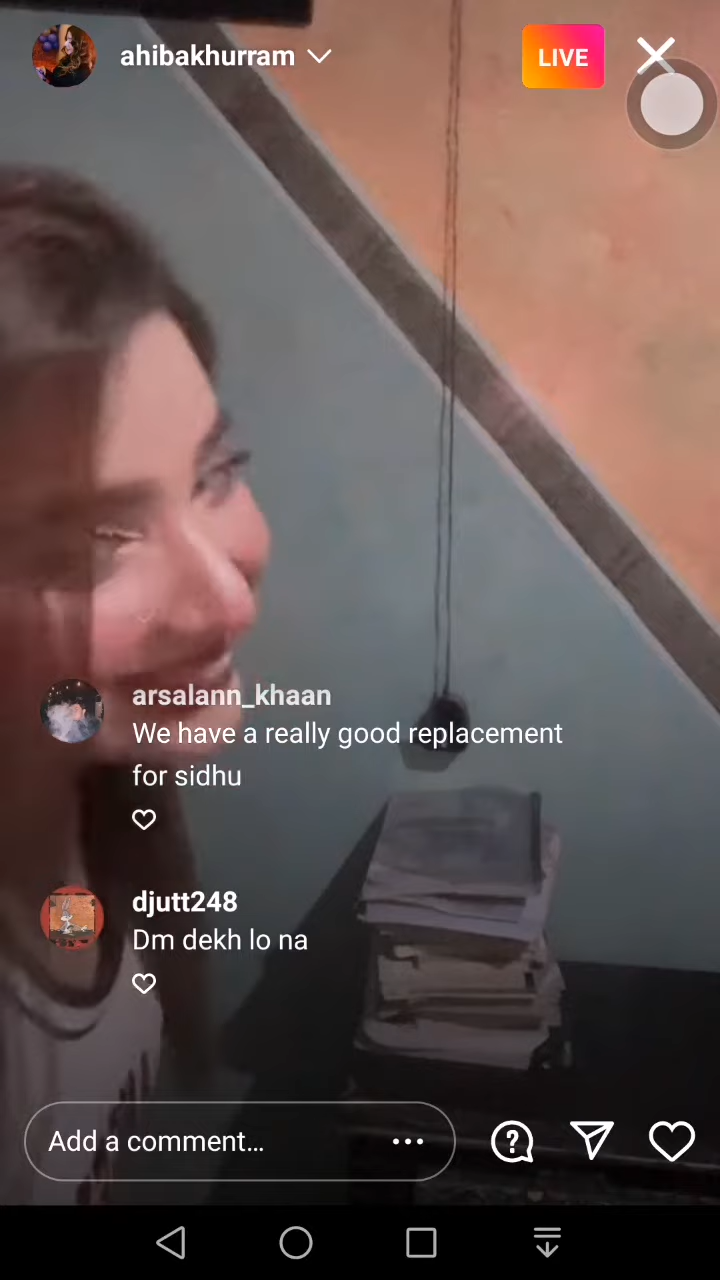 ahibakhurram
LIVE
arsalann_khaan
We have a really good replacement
for sidhu
djutt248
Dm dekh lo na
Add a comment...